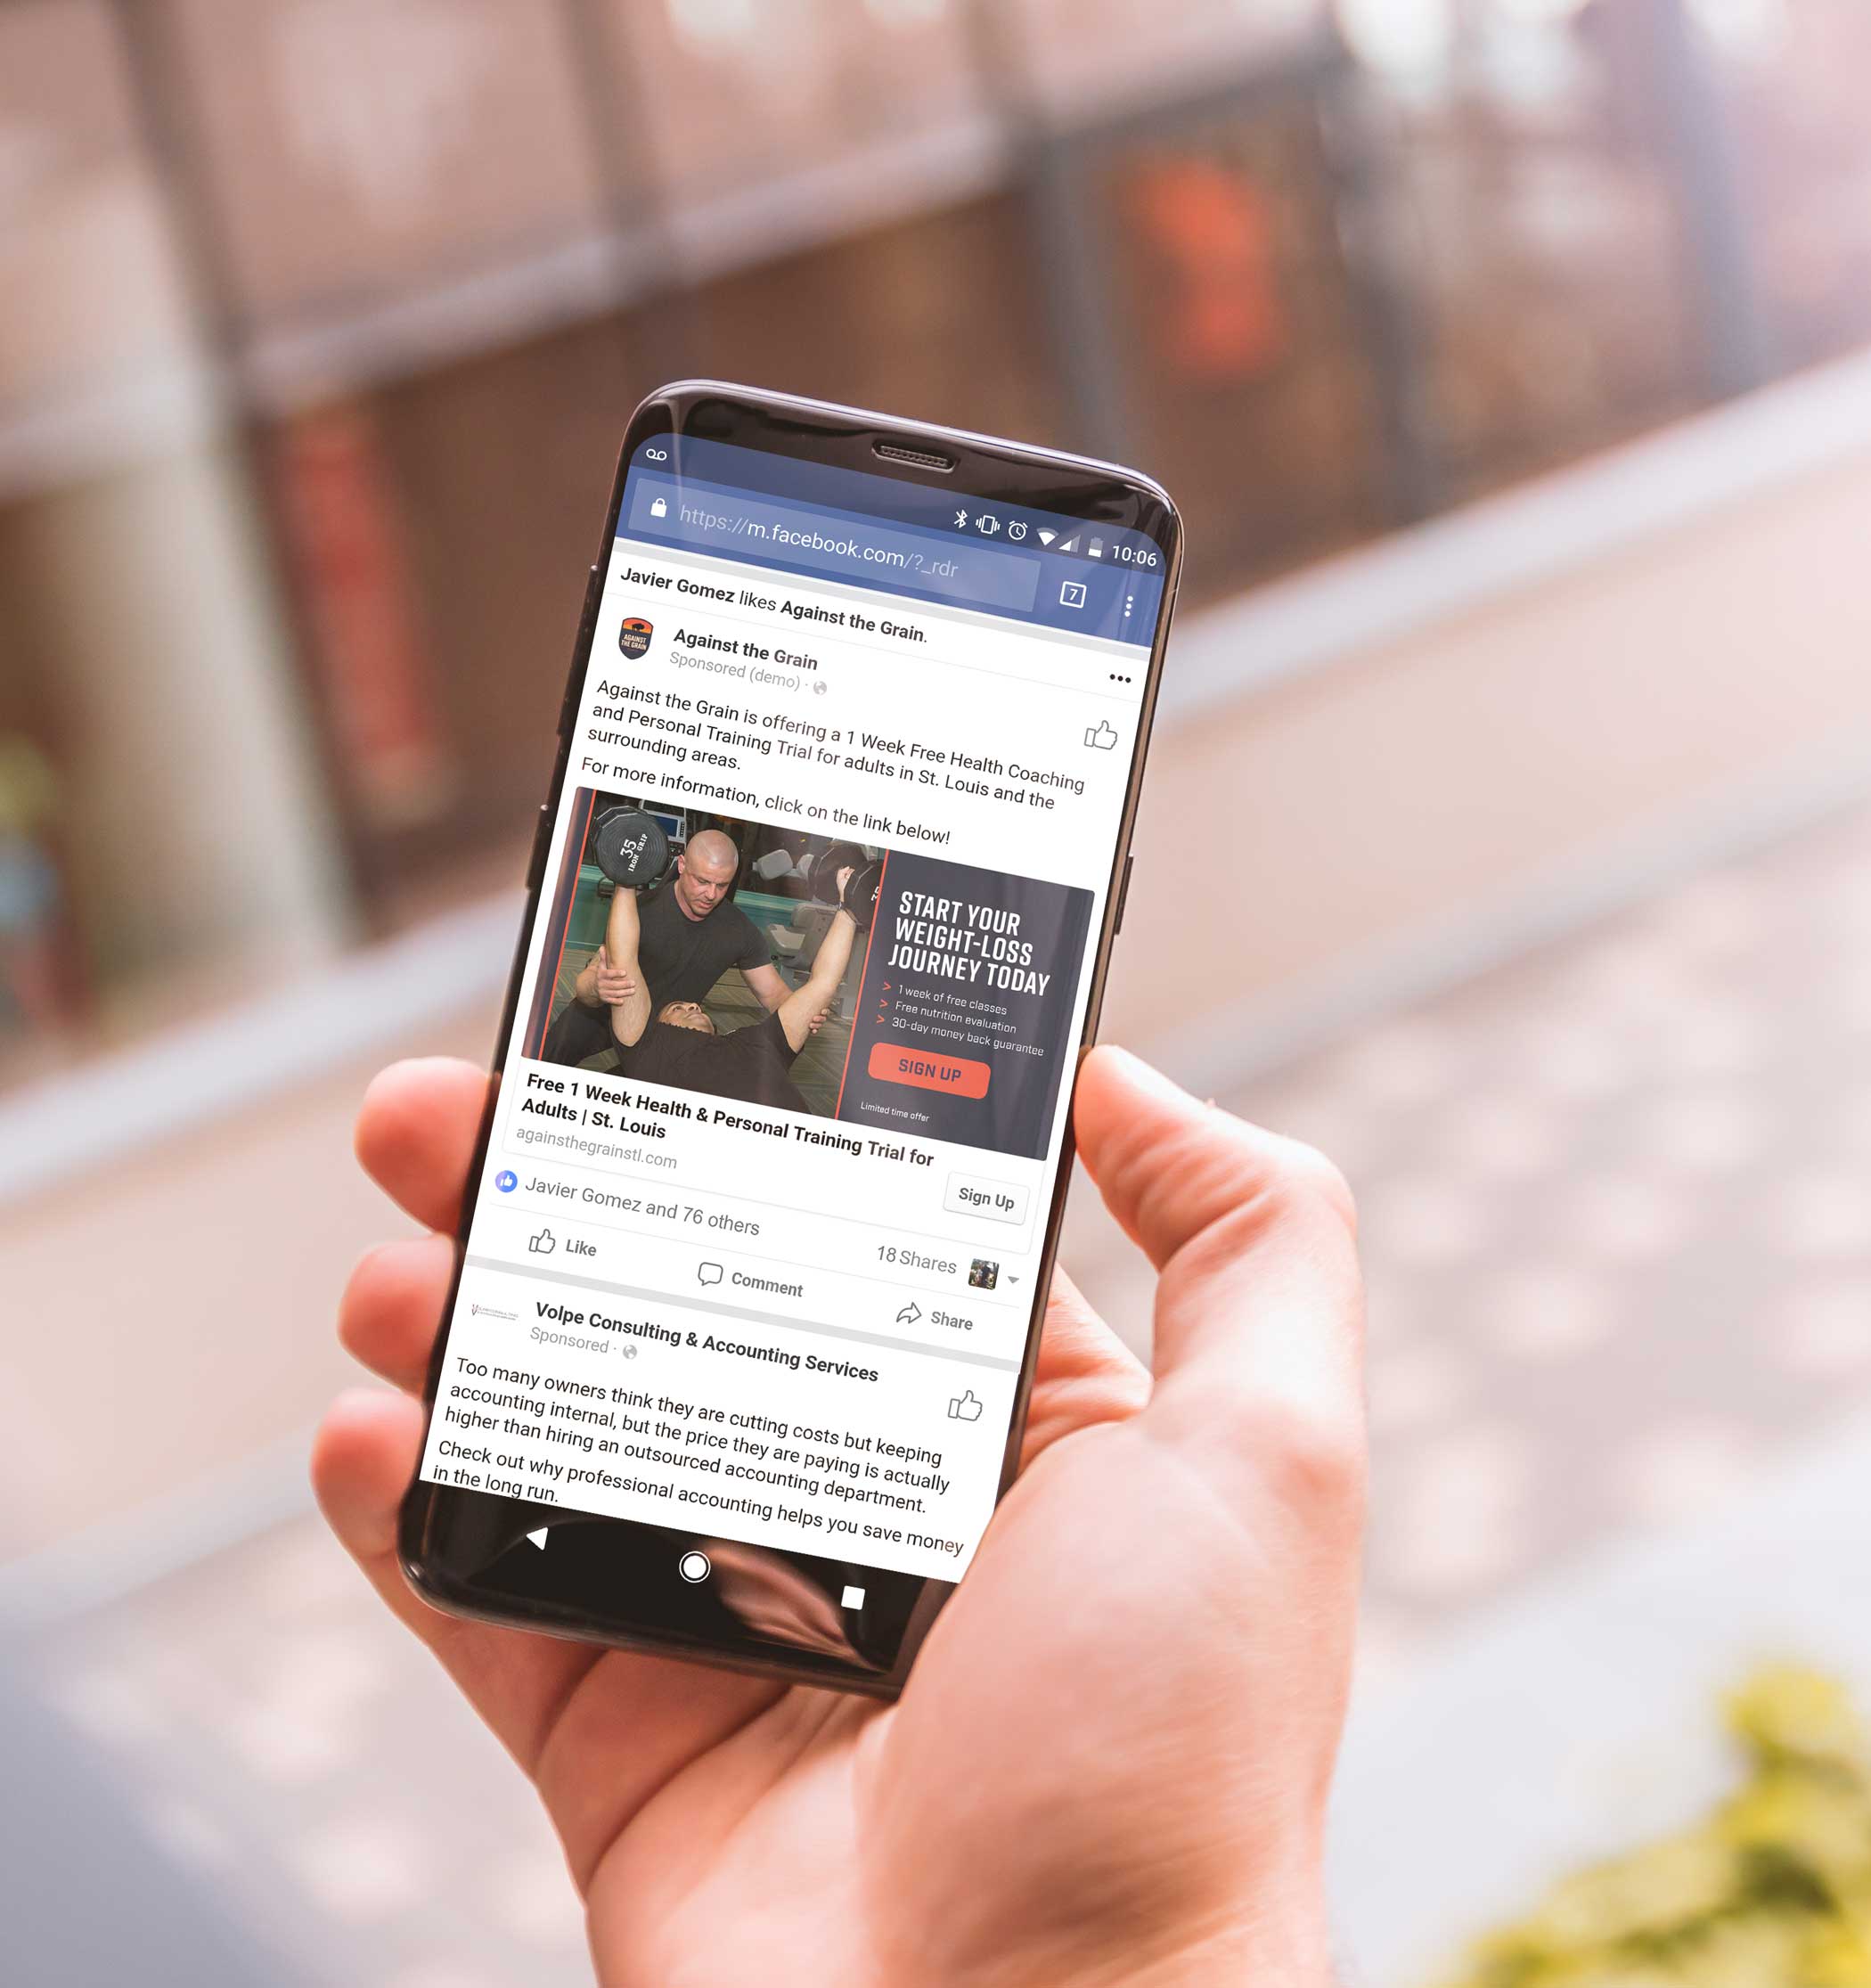 10:06
https://m.facebook.com/?_rdr
7
Javier Gomez likes Against the Grain.
AGAINST
THE GRAIN
Against the Grain
Sponsored (demo) ·
Against the Grain is offering a 1 Week Free Health Coaching
and Personal Training Trial for adults in St. Louis and the
surrounding areas.
For more information, click on the link below!
35
IRON GRIP
START YOUR
WEIGHT-LOSS
JOURNEY TODAY
> 1 week of free classes
> Free nutrition evaluation
> 30-day money back guarantee
SIGN UP
Limited time offer
Free 1 Week Health & Personal Training Trial for
Adults | St. Louis
againsthegrainstl.com
Sign Up
Javier Gomez and 76 others
18 Shares
Like
Comment
Share
Volpe Consulting & Accounting Services
Sponsored ·
Too many owners think they are cutting costs but keeping
accounting internal, but the price they are paying is actually
higher than hiring an outsourced accounting department.
Check out why professional accounting helps you save money
in the long run.